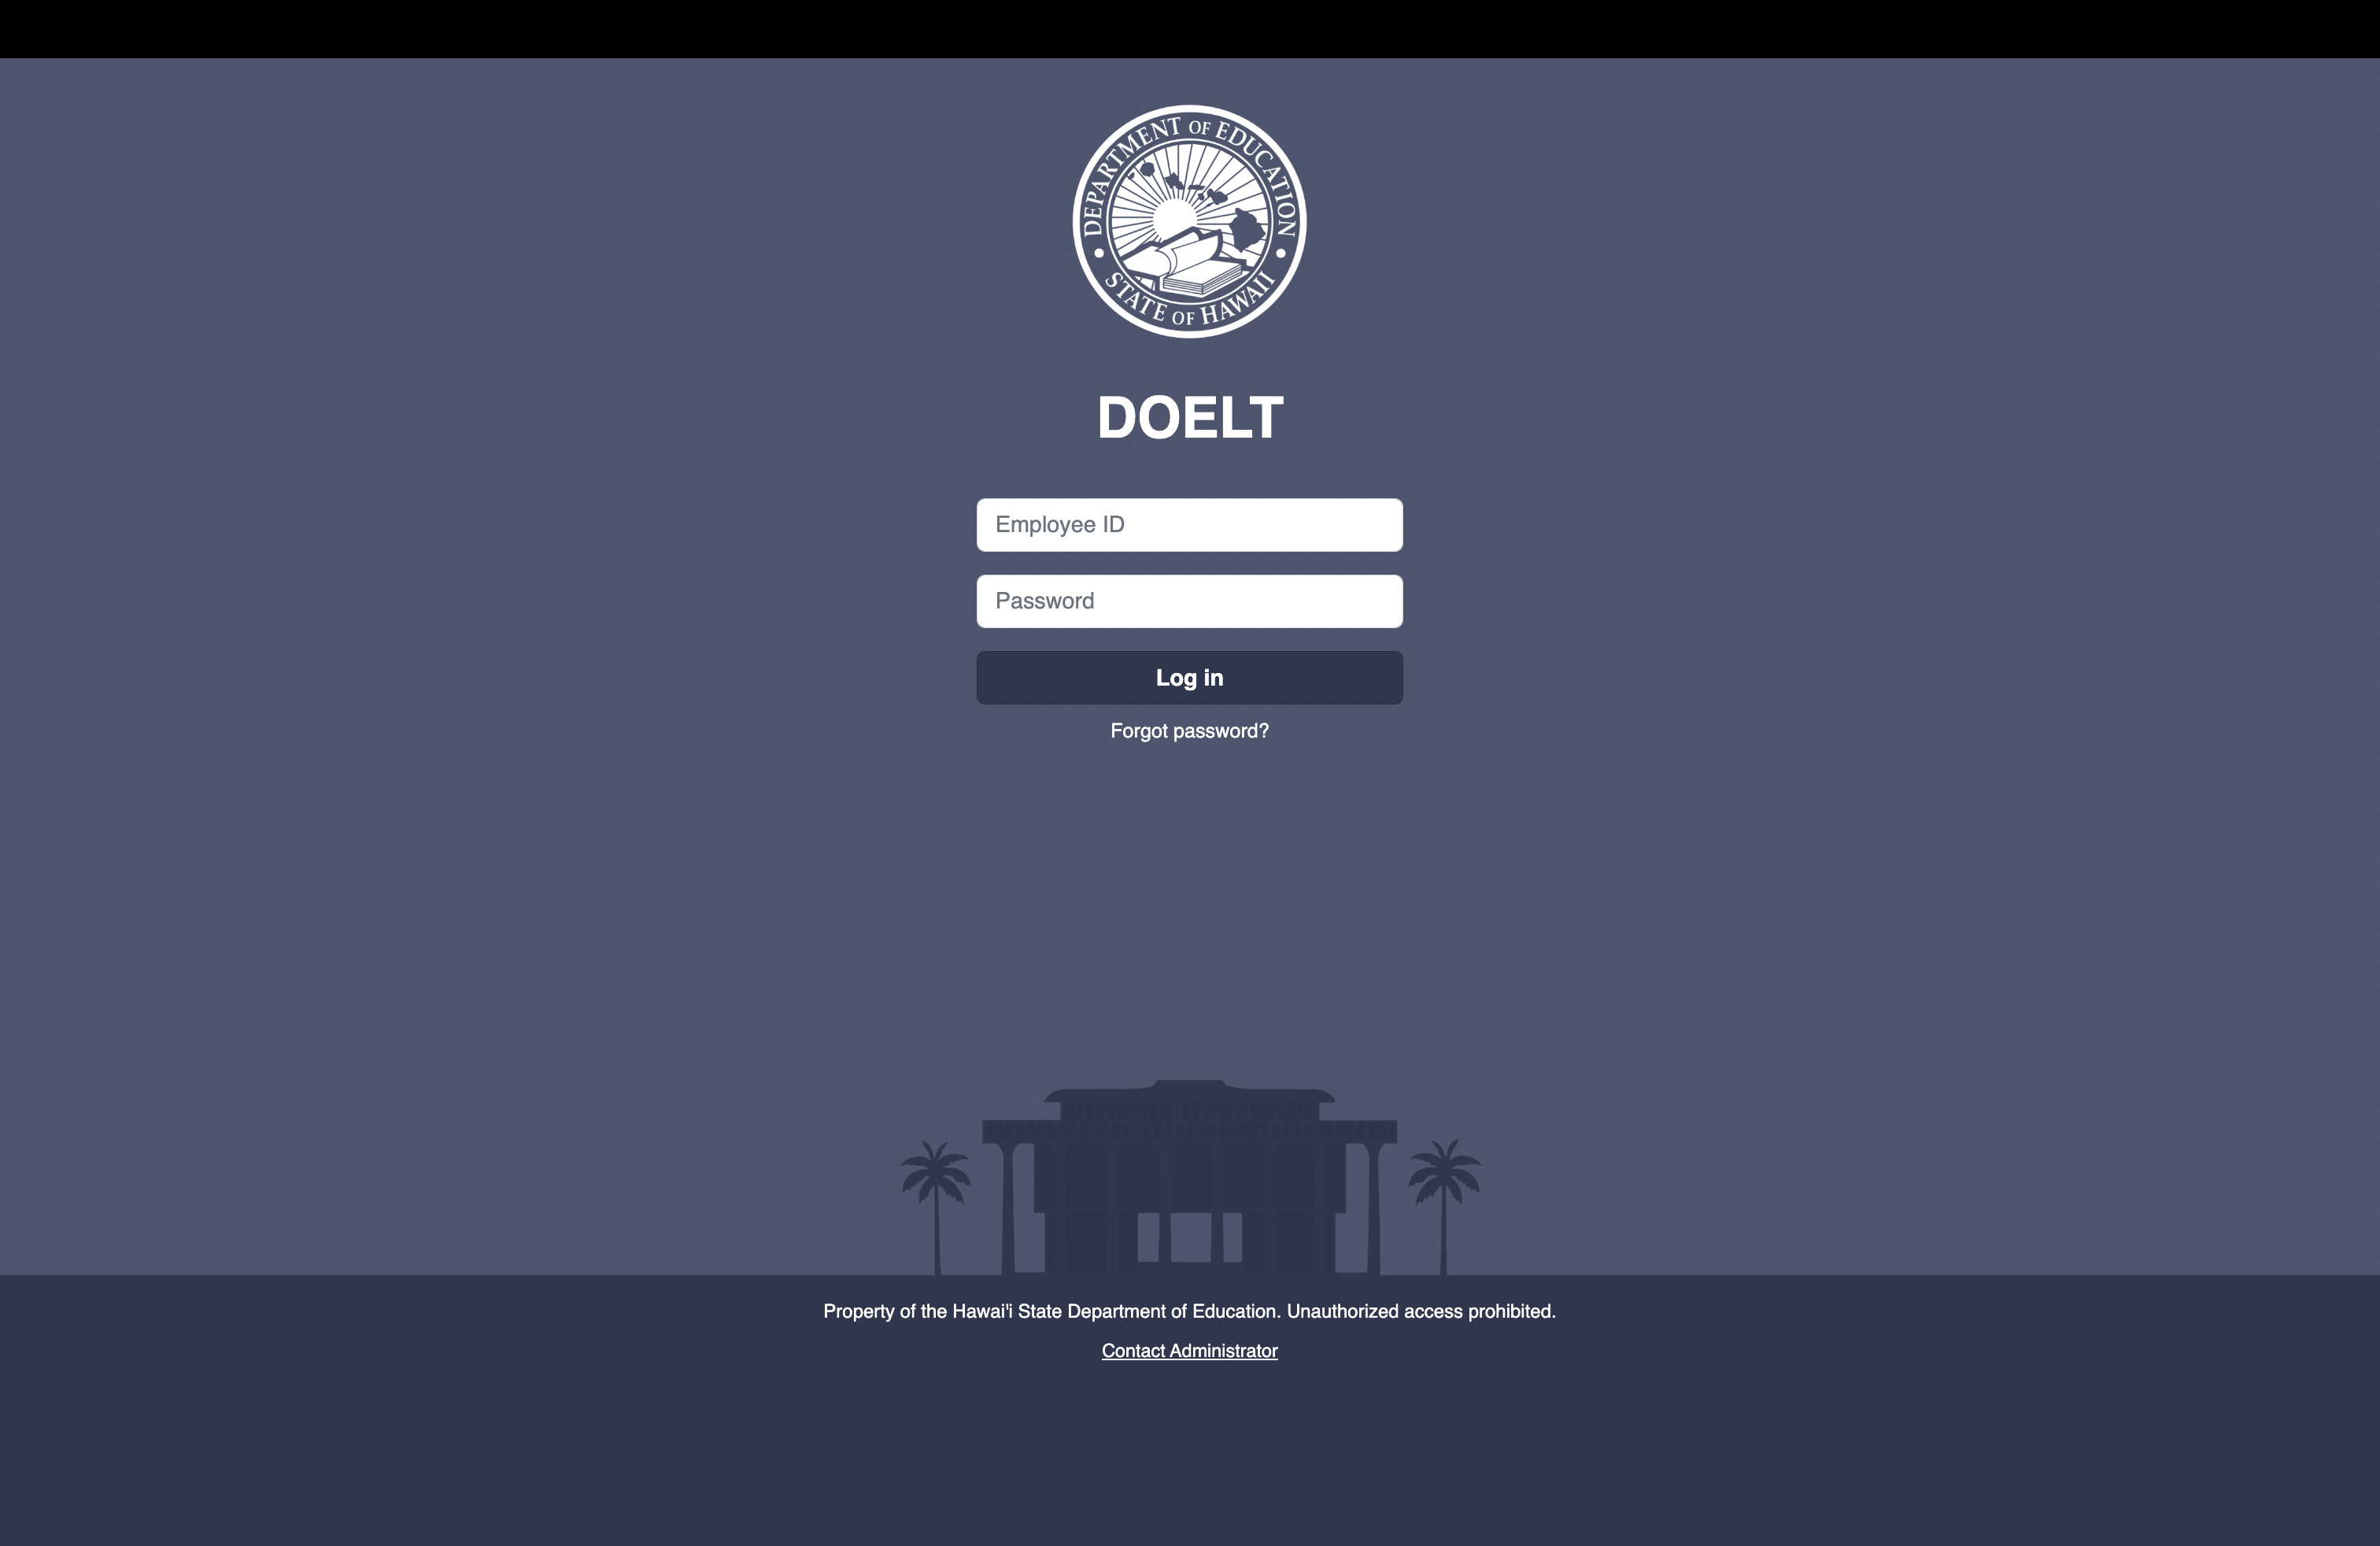 DEPARTMENT OF EDUCATION
STATE OF HAWAII
DOELT
Employee ID
Password
Log in
Forgot password?
Property of the Hawai'i State Department of Education. Unauthorized access prohibited.
Contact Administrator